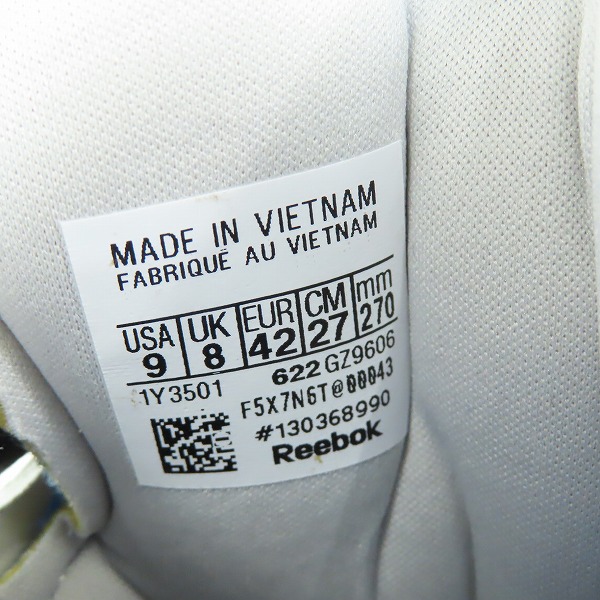 MADE IN VIETNAM
FABRIQUÉ AU VIETNAM
USA UK EUR CM mm
9 8 42 27 270
1Y3501 622 GZ9606
F5X7N6T@00043
#130368990
Reebok